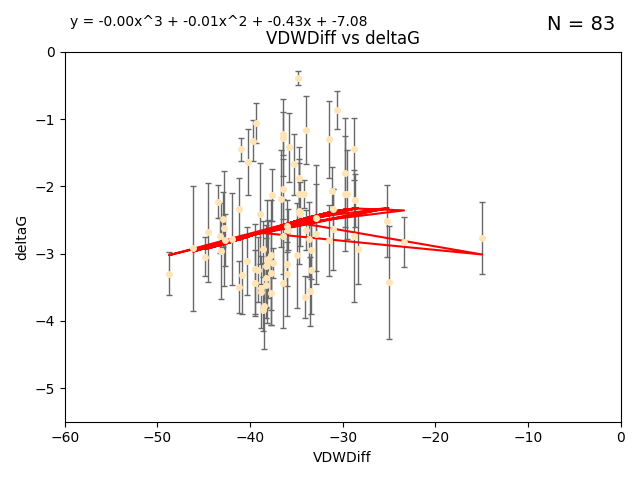 y = -0.00x^3 + -0.01x^2 + -0.43x + -7.08
N = 83
VDWDiff vs deltaG
0
−1
−2
−3
−4
−5
deltaG
−60
−50
−40
−30
−20
−10
0
VDWDiff